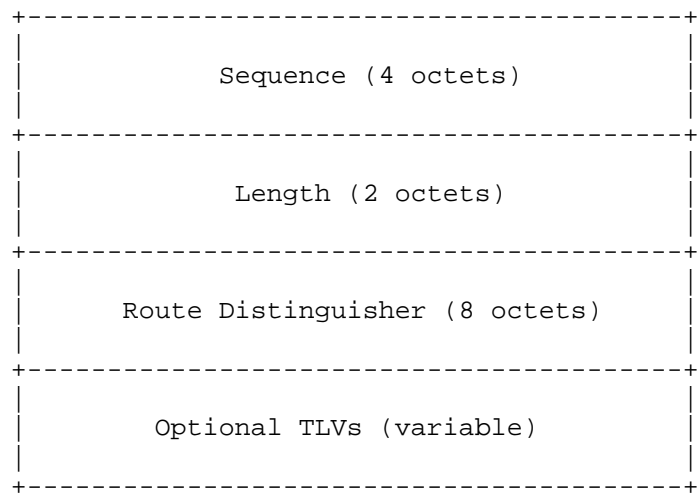 Sequence (4 octets)
Length (2 octets)
Route Distinguisher (8 octets)
Optional TLVs (variable)